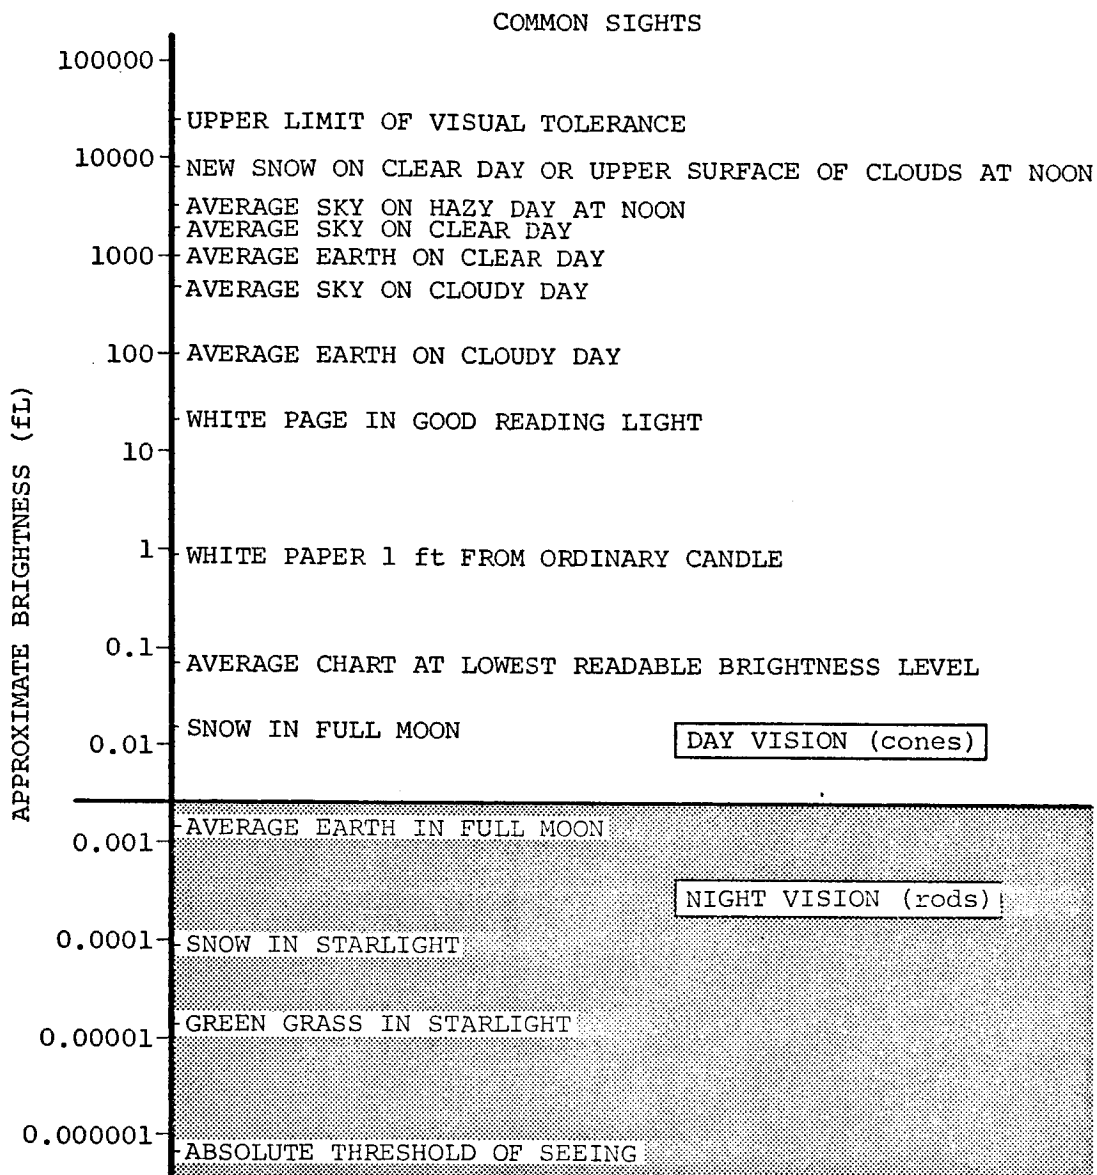 COMMON SIGHTS
100000
UPPER LIMIT OF VISUAL TOLERANCE
10000
NEW SNOW ON CLEAR DAY OR UPPER SURFACE OF CLOUDS AT NOON
AVERAGE SKY ON HAZY DAY AT NOON
AVERAGE SKY ON CLEAR DAY
1000
AVERAGE EARTH ON CLEAR DAY
AVERAGE SKY ON CLOUDY DAY
100
AVERAGE EARTH ON CLOUDY DAY
WHITE PAGE IN GOOD READING LIGHT
10
1
WHITE PAPER 1 ft FROM ORDINARY CANDLE
0.1
AVERAGE CHART AT LOWEST READABLE BRIGHTNESS LEVEL
SNOW IN FULL MOON
DAY VISION (cones)
0.01
AVERAGE EARTH IN FULL MOON
0.001
NIGHT VISION (rods)
0.0001
SNOW IN STARLIGHT
GREEN GRASS IN STARLIGHT
0.00001
0.000001
ABSOLUTE THRESHOLD OF SEEING
APPROXIMATE BRIGHTNESS (fL)